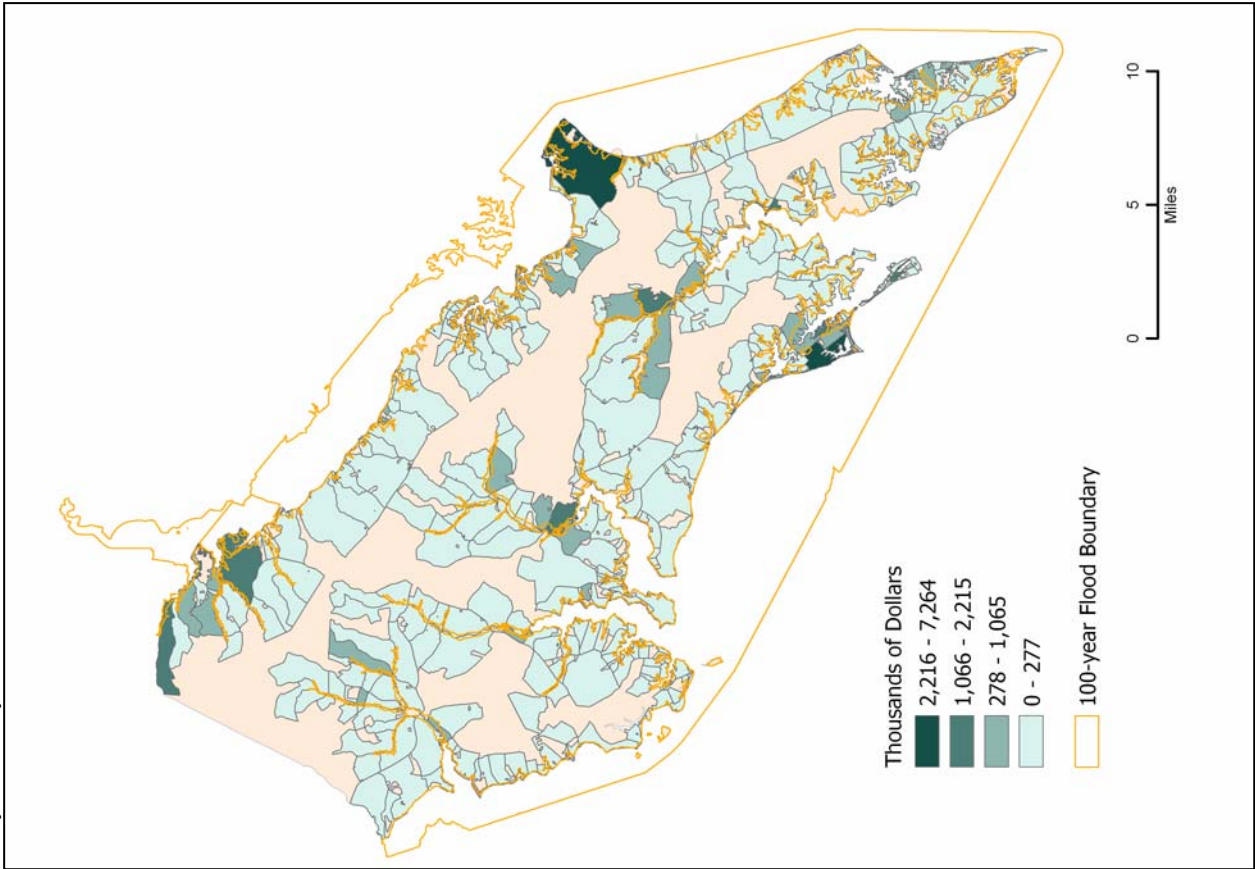 Thousands of Dollars
2,216 - 7,264
1,066 - 2,215
278 - 1,065
0 - 277
100-year Flood Boundary
0 5 10
Miles